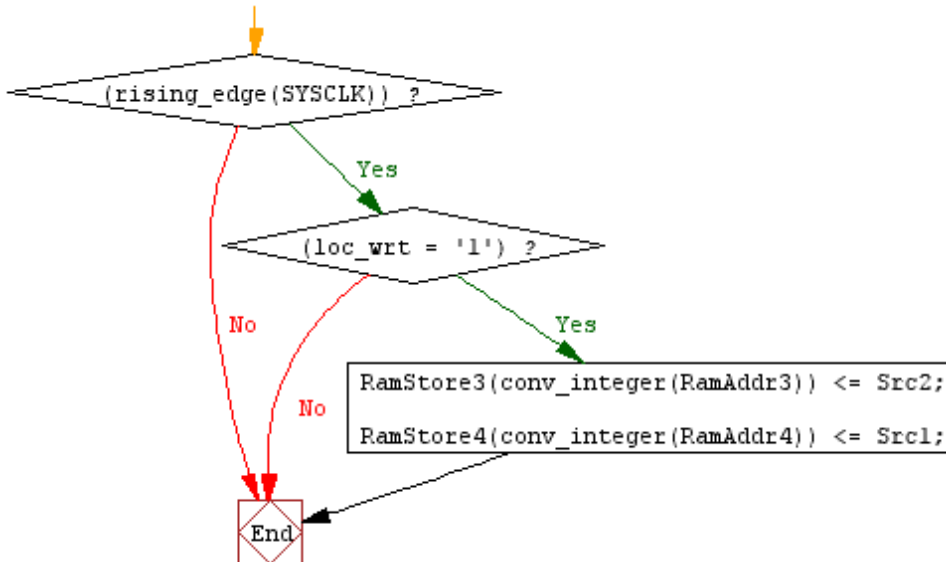 (rising_edge(SYSCLK)) ?
Yes
(loc_wrt = '1') ?
No
Yes
RamStore3(conv_integer(RamAddr3)) <= Src2;
No
RamStore4(conv_integer(RamAddr4)) <= Src1;
End